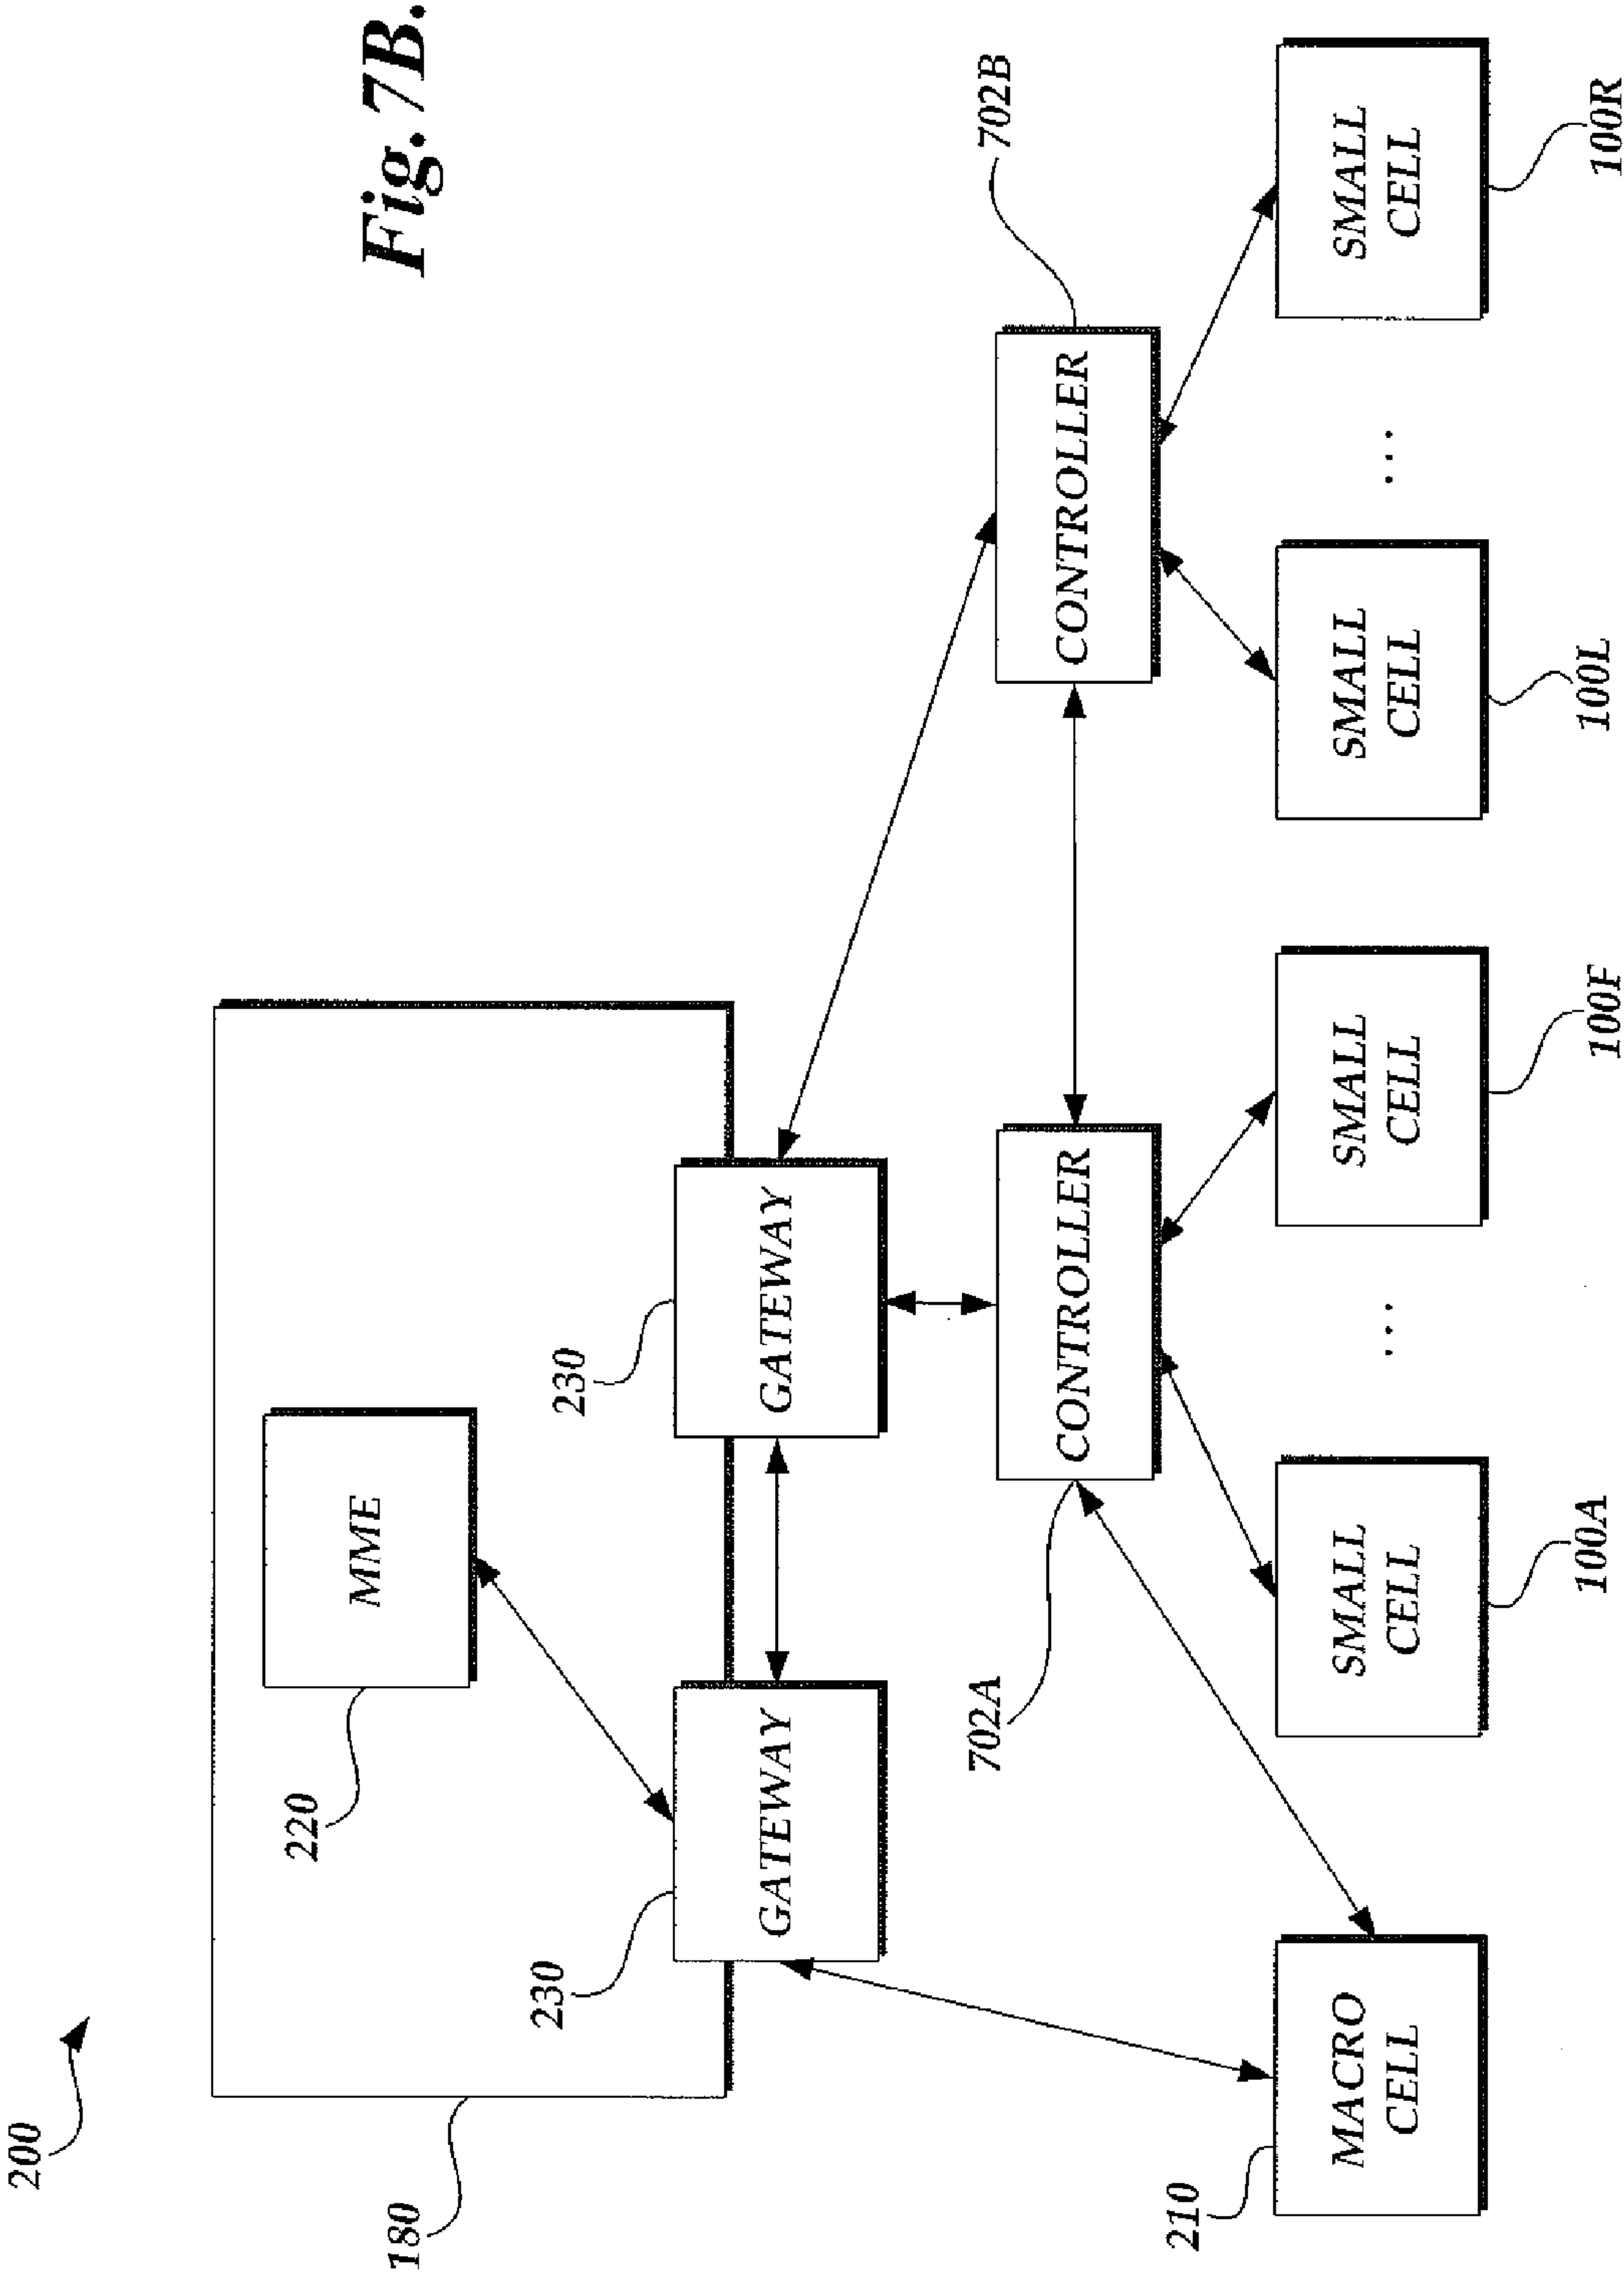 Fig. 7B.
200
180
220
MME
230
GATEWAY
230
GATEWAY
702A
CONTROLLER
702B
CONTROLLER
210
MACRO
CELL
SMALL
CELL
100A
...
SMALL
CELL
100F
SMALL
CELL
100L
...
SMALL
CELL
100R